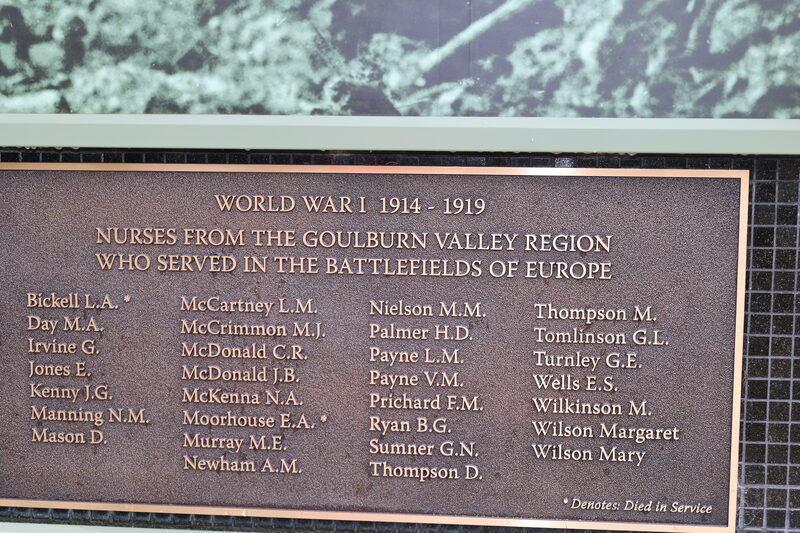 WORLD WAR I 1914 - 1919
NURSES FROM THE GOULBURN VALLEY REGION
WHO SERVED IN THE BATTLEFIELDS OF EUROPE
Bickell L.A. *
Day M.A.
Irvine G.
Jones E.
Kenny J.G.
Manning N.M.
Mason D.
McCartney L.M.
McCrimmon M.J.
McDonald C.R.
McDonald J.B.
McKenna N.A.
Moorhouse E.A. *
Murray M.E.
Newham A.M.
Nielson M.M.
Palmer H.D.
Payne L.M.
Payne V.M.
Prichard F.M.
Ryan B.G.
Sumner G.N.
Thompson D.
Thompson M.
Tomlinson G.L.
Turnley G.E.
Wells E.S.
Wilkinson M.
Wilson Margaret
Wilson Mary
* Denotes: Died in Service